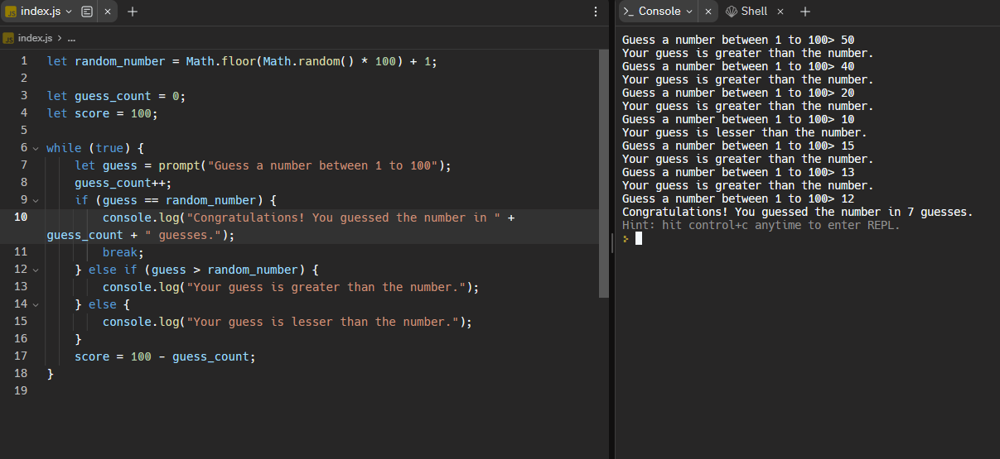 JS index.js
JS index.js > ...
1 let random_number = Math.floor(Math.random() * 100) + 1;
2
3 let guess_count = 0;
4 let score = 100;
5
6 while (true) {
7 let guess = prompt("Guess a number between 1 to 100");
8 guess_count++;
9 if (guess == random_number) {
10 console.log("Congratulations! You guessed the number in " +
guess_count + " guesses.");
11 break;
12 } else if (guess > random_number) {
13 console.log("Your guess is greater than the number.");
14 } else {
15 console.log("Your guess is lesser than the number.");
16 }
17 score = 100 - guess_count;
18 }
19
Console
Shell
Guess a number between 1 to 100> 50
Your guess is greater than the number.
Guess a number between 1 to 100> 40
Your guess is greater than the number.
Guess a number between 1 to 100> 20
Your guess is greater than the number.
Guess a number between 1 to 100> 10
Your guess is lesser than the number.
Guess a number between 1 to 100> 15
Your guess is greater than the number.
Guess a number between 1 to 100> 13
Your guess is greater than the number.
Guess a number between 1 to 100> 12
Congratulations! You guessed the number in 7 guesses.
Hint: hit control+c anytime to enter REPL.